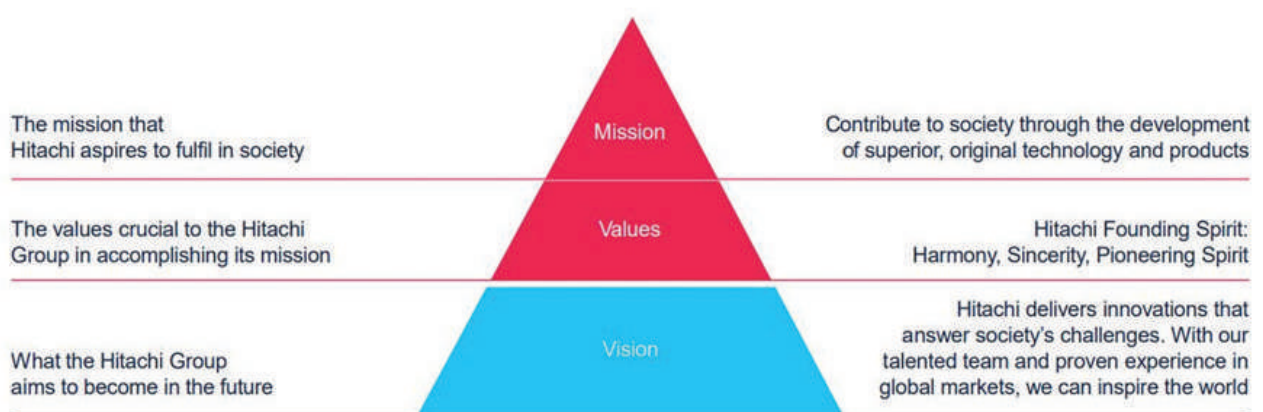 The mission that
Hitachi aspires to fulfil in society
Mission
Contribute to society through the development
of superior, original technology and products
The values crucial to the Hitachi
Group in accomplishing its mission
Values
Hitachi Founding Spirit:
Harmony, Sincerity, Pioneering Spirit
What the Hitachi Group
aims to become in the future
Vision
Hitachi delivers innovations that
answer society's challenges. With our
talented team and proven experience in
global markets, we can inspire the world